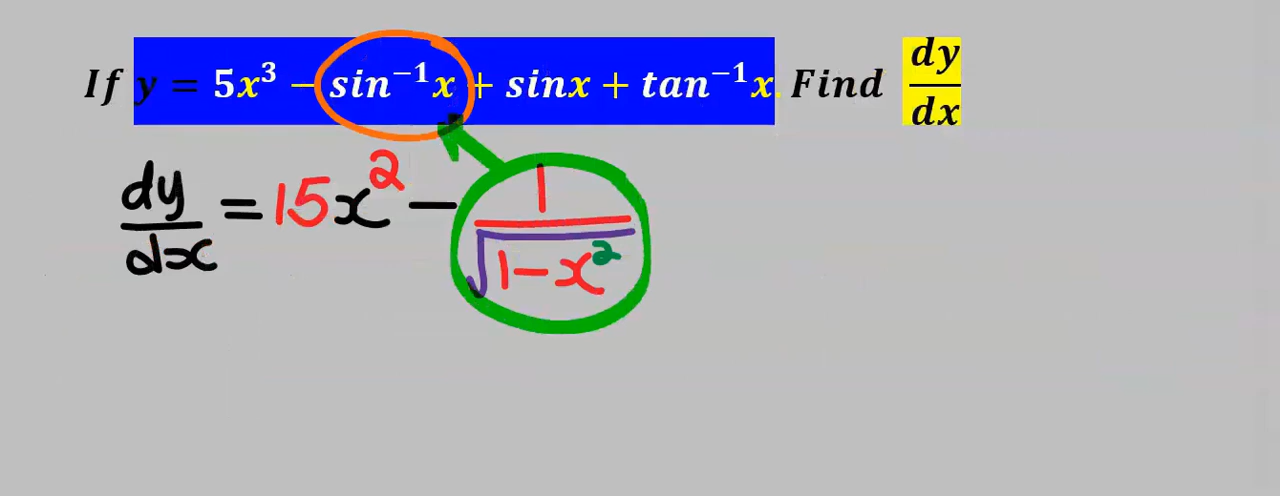 If y = 5x³ − sin⁻¹x + sinx + tan⁻¹x. Find dy/dx
dy/dx = 15x² − 1/√(1−x²)